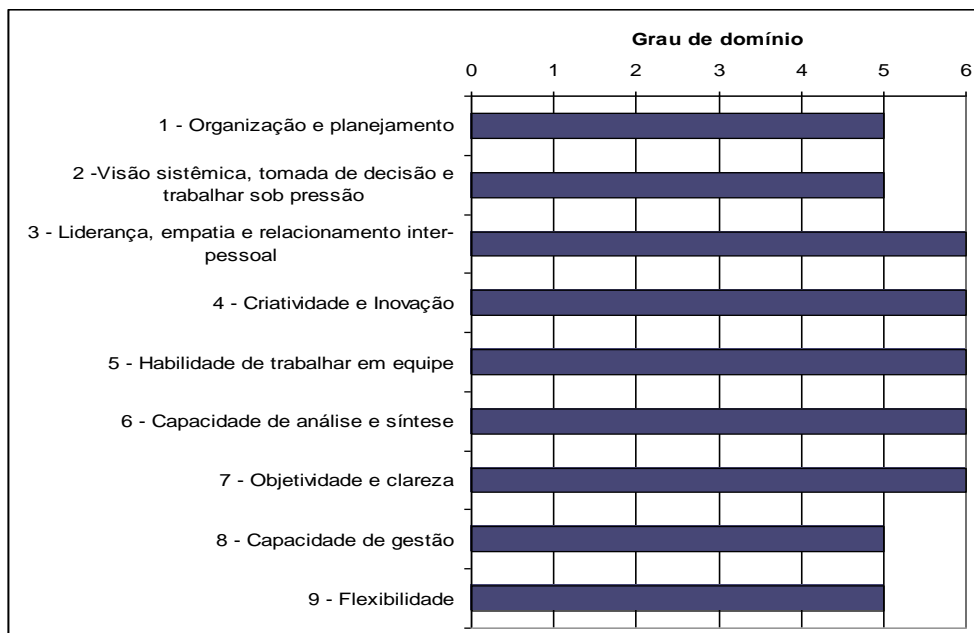 Grau de domínio
0 1 2 3 4 5 6
1 - Organização e planejamento
2 -Visão sistêmica, tomada de decisão e
trabalhar sob pressão
3 - Liderança, empatia e relacionamento inter-
pessoal
4 - Criatividade e Inovação
5 - Habilidade de trabalhar em equipe
6 - Capacidade de análise e síntese
7 - Objetividade e clareza
8 - Capacidade de gestão
9 - Flexibilidade